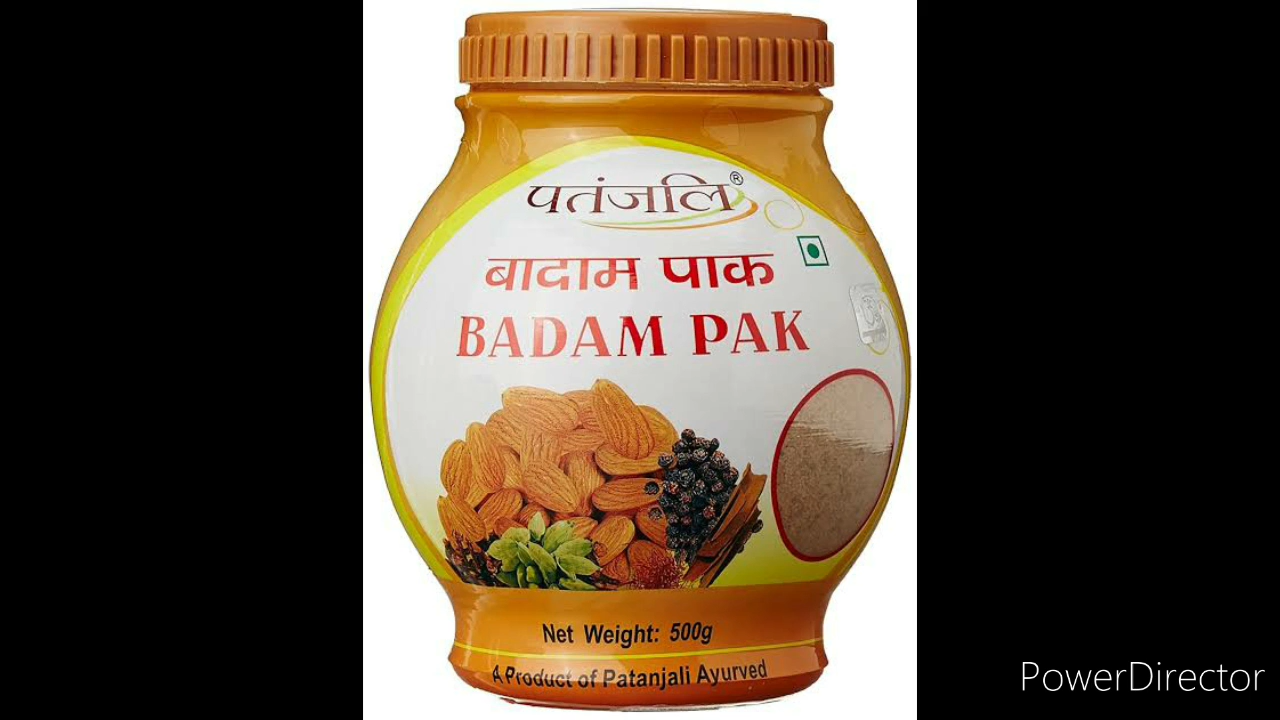 पतंजलि®
बादाम पाक
BADAM PAK
Net Weight: 500g
A Product of Patanjali Ayurved
PowerDirector